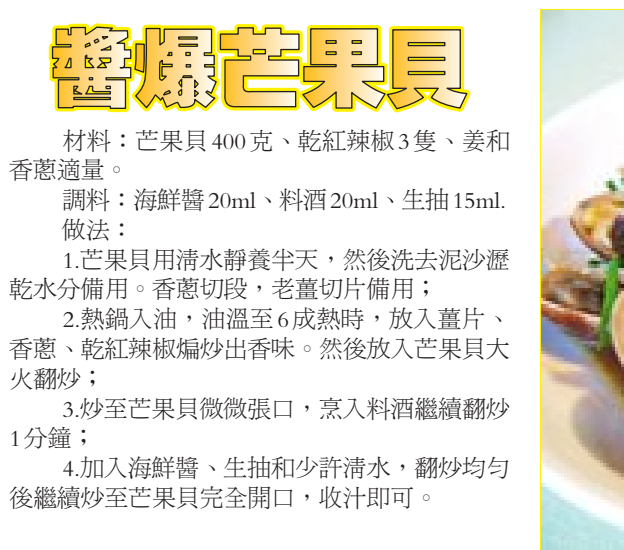 醬爆芒果貝
材料：芒果貝400克、乾紅辣椒3隻、姜和
香蔥適量。
調料：海鮮醬20ml、料酒20ml、生抽15ml.
做法：
1.芒果貝用清水靜養半天，然後洗去泥沙瀝
乾水分備用。香蔥切段，老薑切片備用；
2.熱鍋入油，油溫至6成熱時，放入薑片、
香蔥、乾紅辣椒煸炒出香味。然後放入芒果貝大
火翻炒；
3.炒至芒果貝微微張口，烹入料酒繼續翻炒
1分鐘；
4.加入海鮮醬、生抽和少許清水，翻炒均勻
後繼續炒至芒果貝完全開口，收汁即可。